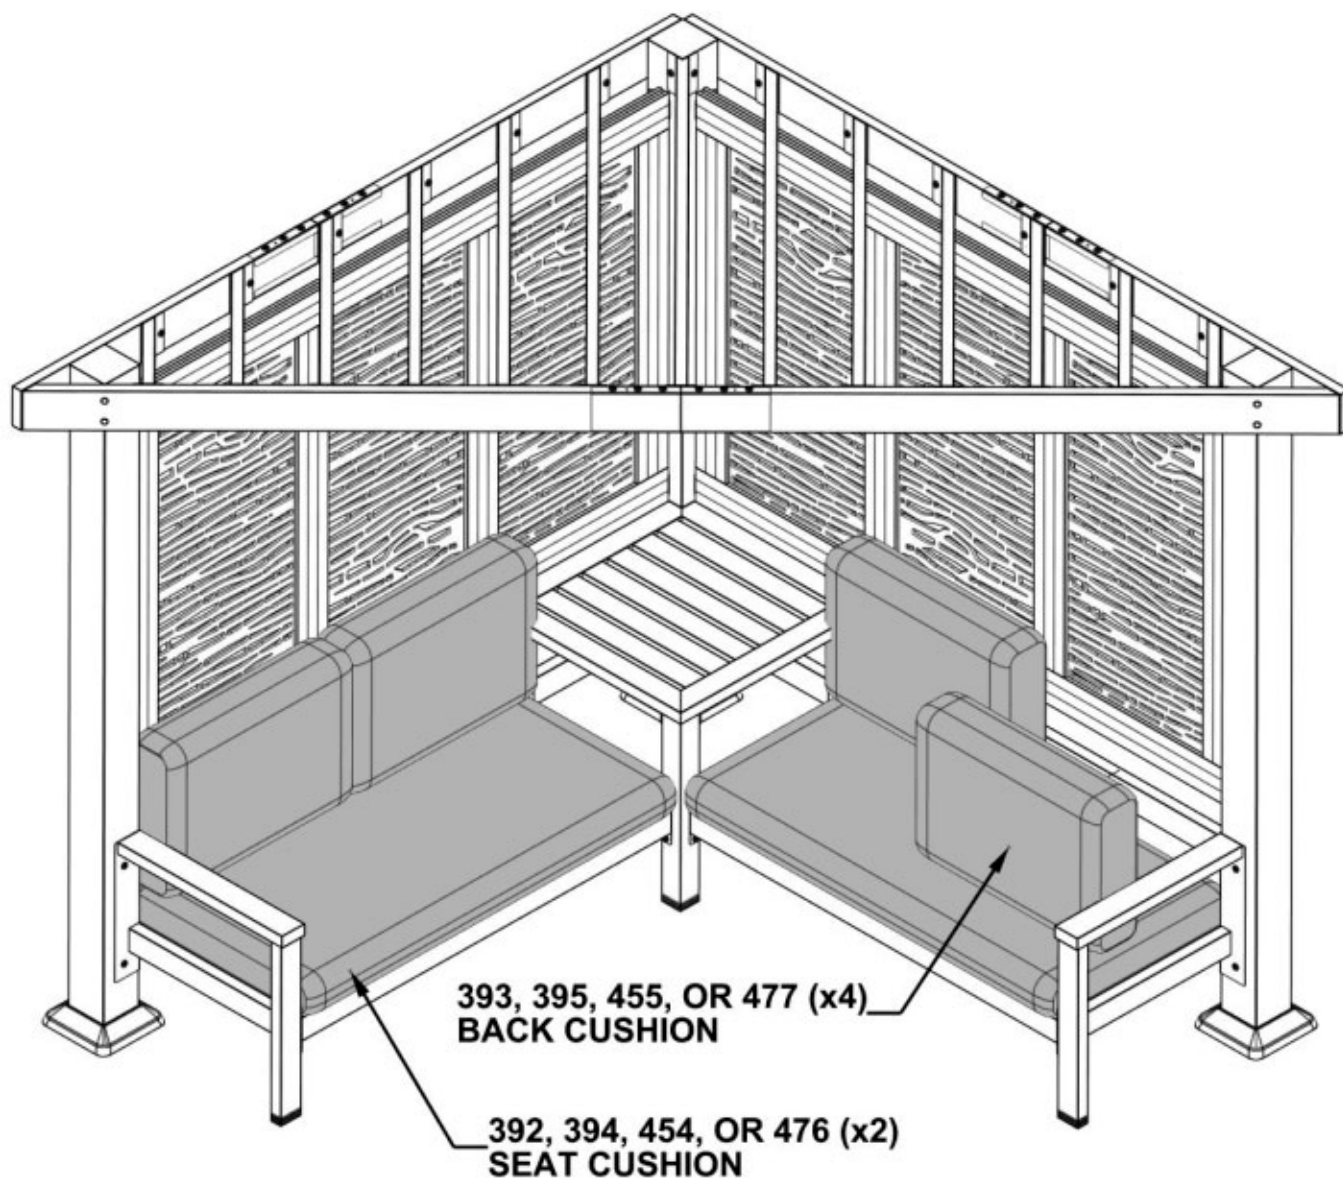 393, 395, 455, OR 477 (x4)
BACK CUSHION
392, 394, 454, OR 476 (x2)
SEAT CUSHION